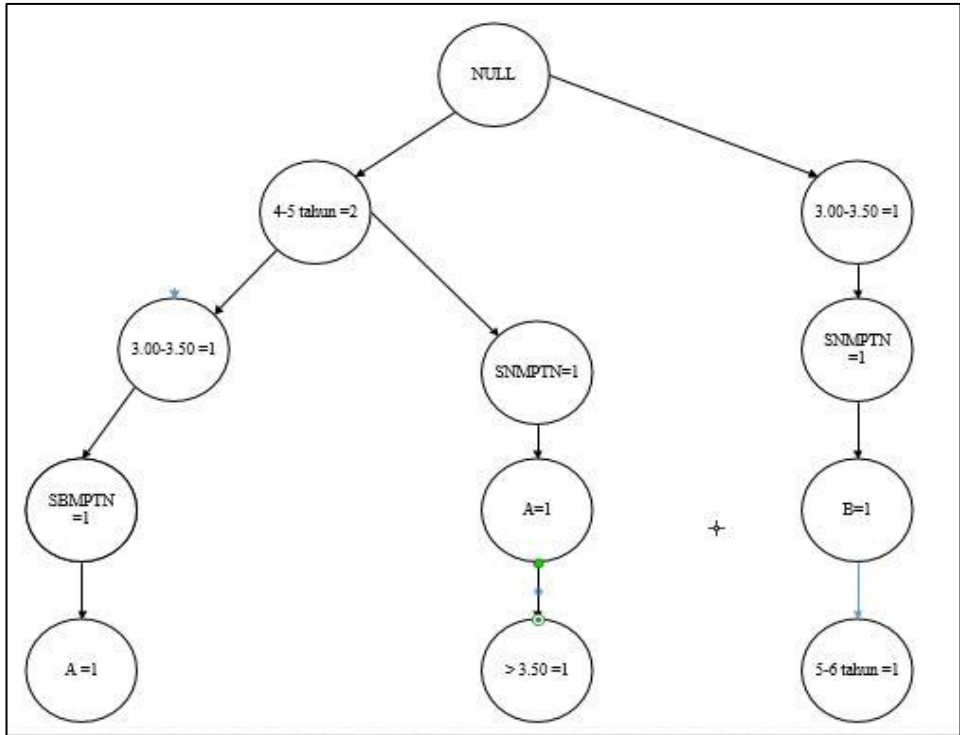 NULL
4-5 tahun =2
3.00-3.50 =1
3.00-3.50 =1
SNMPTN=1
SNMPTN
=1
SBMPTN
=1
A=1
B=1
A =1
> 3.50 =1
5-6 tahun =1